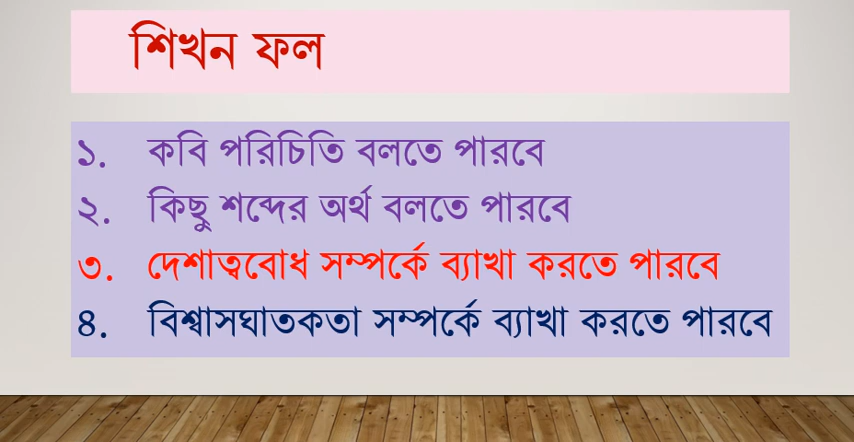 শিখন ফল
১. কবি পরিচিতি বলতে পারবে
২. কিছু শব্দের অর্থ বলতে পারবে
৩. দেশাত্ববোধ সম্পর্কে ব্যাখা করতে পারবে
৪. বিশ্বাসঘাতকতা সম্পর্কে ব্যাখা করতে পারবে